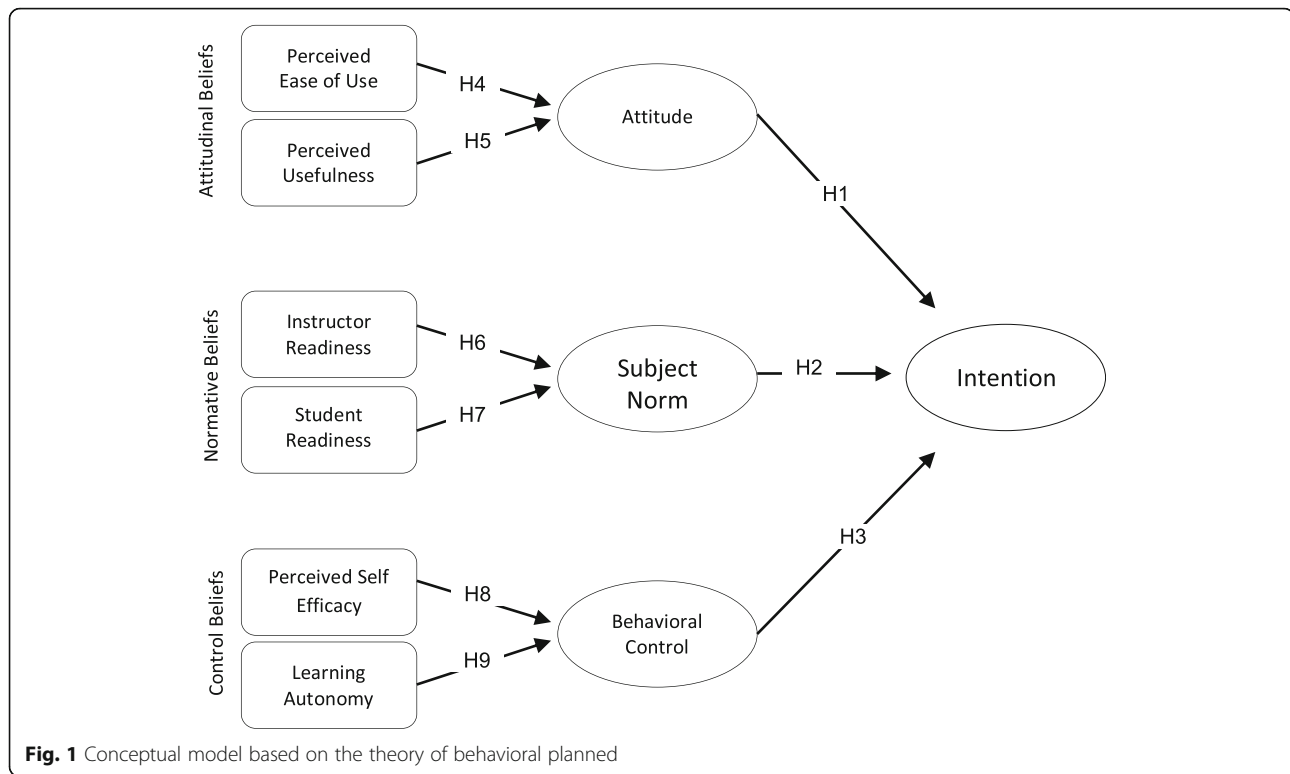 Attitudinal Beliefs
Perceived
Ease of Use
H4
Perceived
Usefulness
H5
Attitude
H1
Normative Beliefs
Instructor
Readiness
H6
Student
Readiness
H7
Subject
Norm
H2
Intention
Control Beliefs
Perceived Self
Efficacy
H8
Learning
Autonomy
H9
Behavioral
Control
H3
Fig. 1 Conceptual model based on the theory of behavioral planned